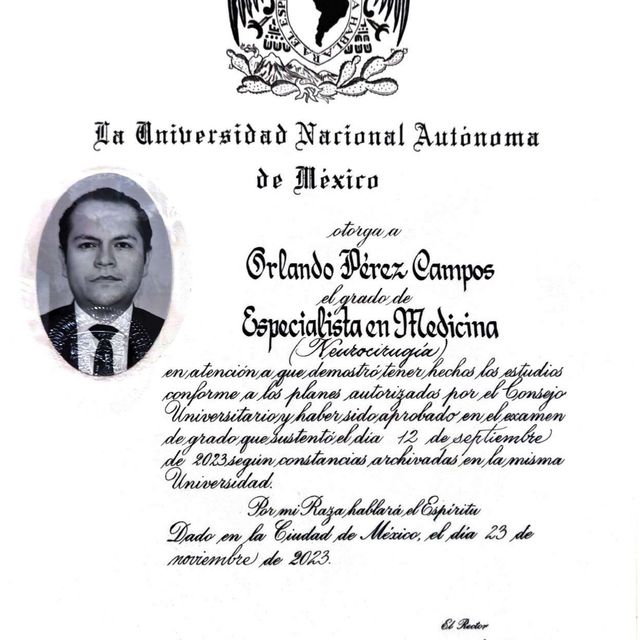 HABLARA EL
La Universidad Nacional Autónoma
de México
otorga a
Orlando Pérez Campos
el grado de
Especialista en Medicina
(Neurocirugía)
en atención a que demostró tener hechos los estudios
conforme a los planes autorizados por el Consejo
Universitario y haber sido aprobado en el examen
de grado que sustentó el día 12 de septiembre
de 2023 según constancias archivadas en la misma
Universidad.
Por mi Raza hablará el Espíritu
Dado en la Ciudad de México, el día 23 de
noviembre de 2023.
El Rector